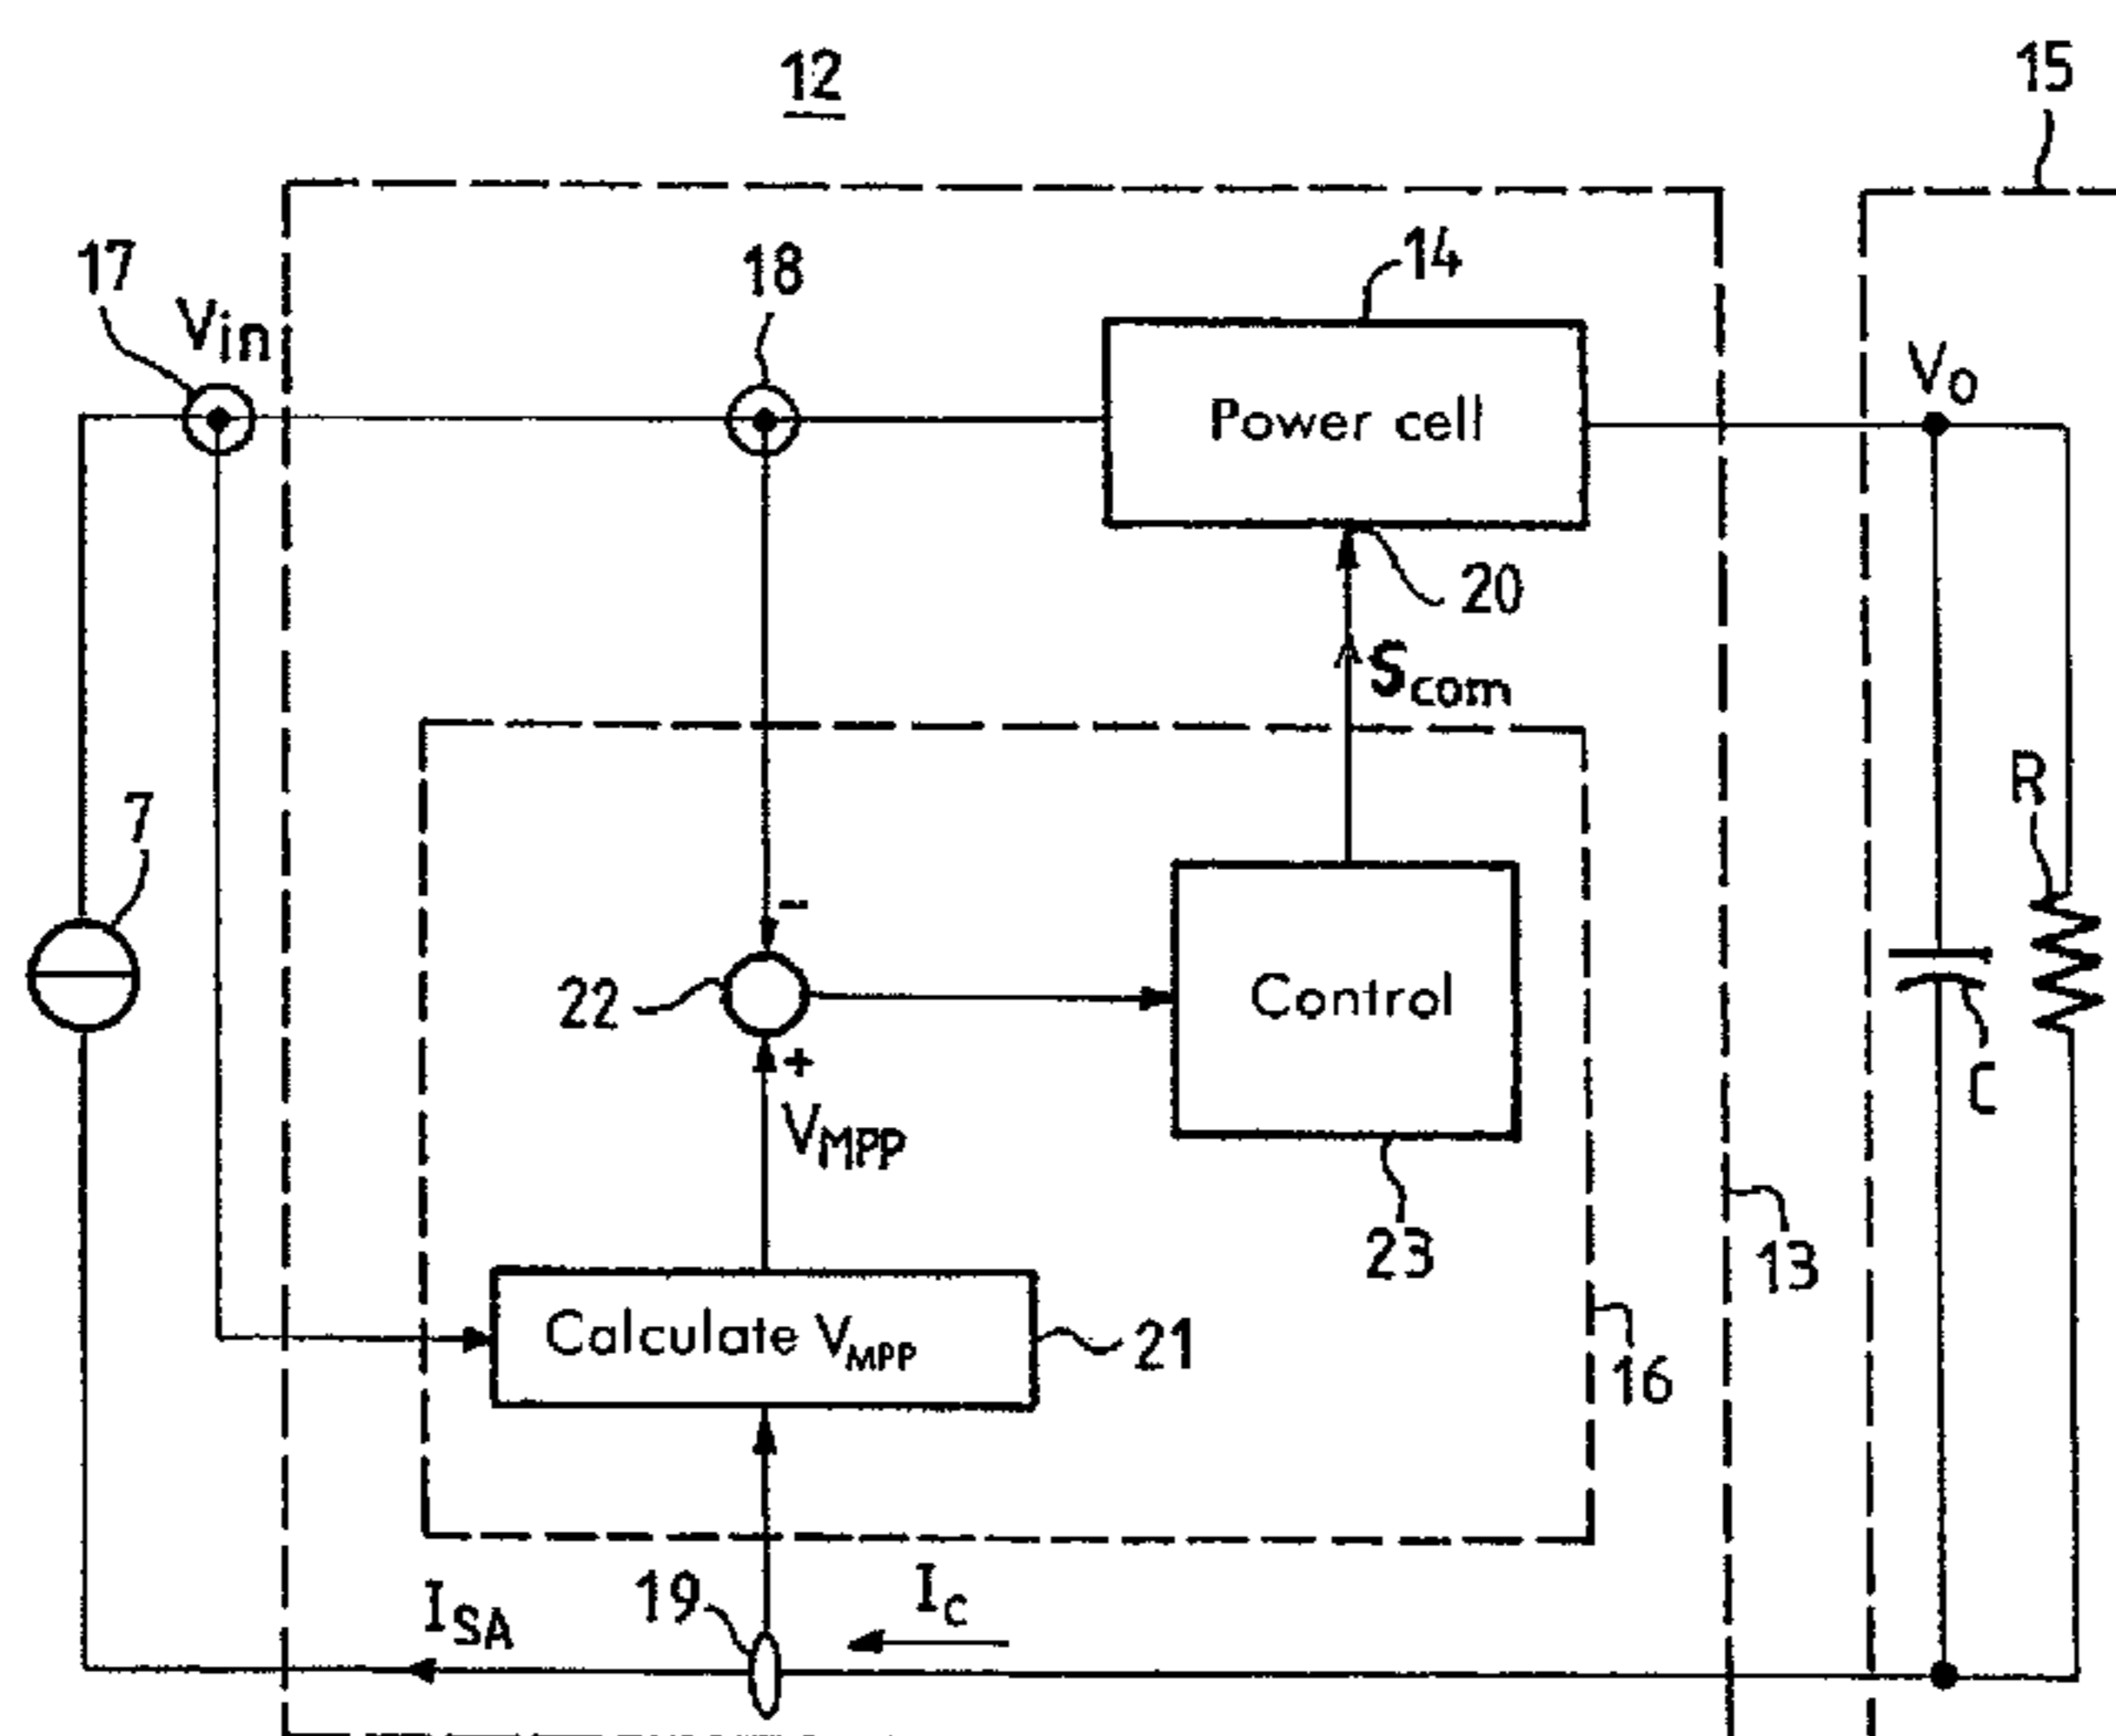 12
15
17
Vin
18
14
Power cell
Vo
20
Scom
7
R
-
22
Control
+
VMPP
C
23
13
Calculate VMPP
21
16
ISA
19
IC